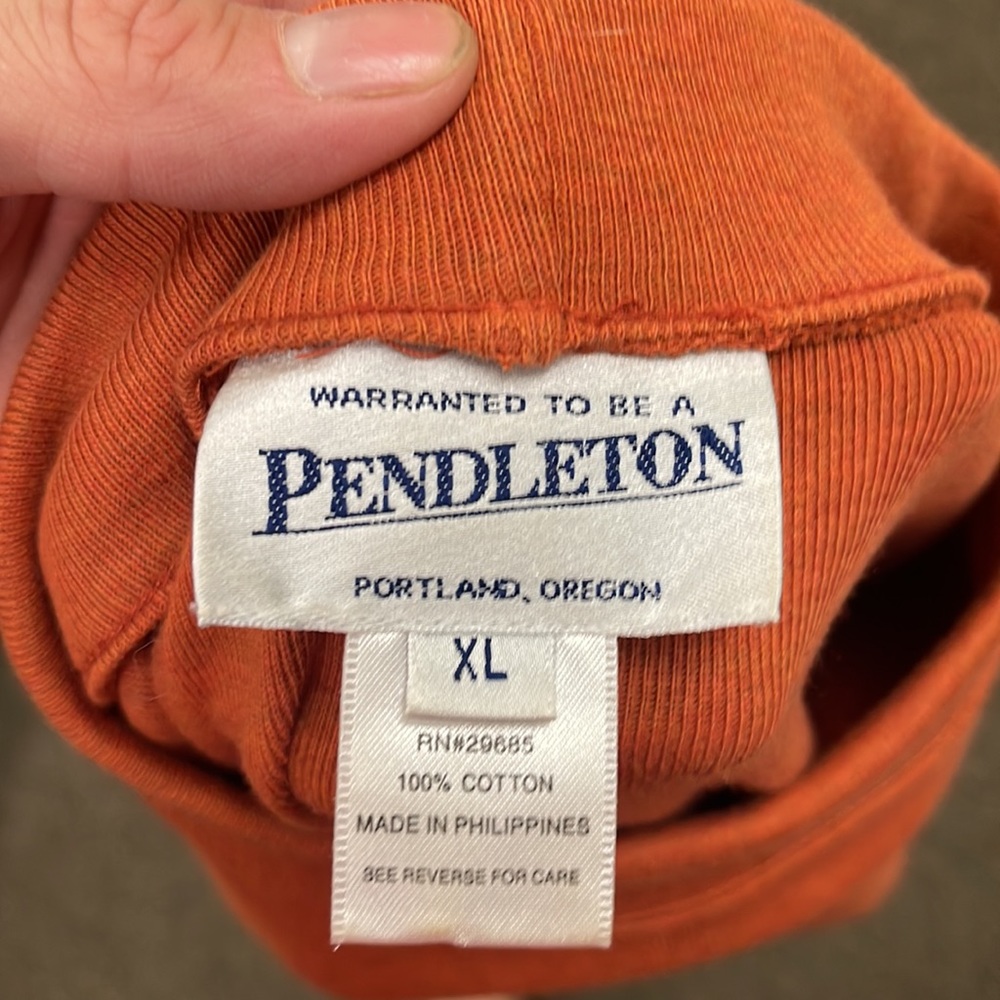 WARRANTED TO BE A
PENDLETON
PORTLAND, OREGON
XL
RN#29685
100% COTTON
MADE IN PHILIPPINES
SEE REVERSE FOR CARE